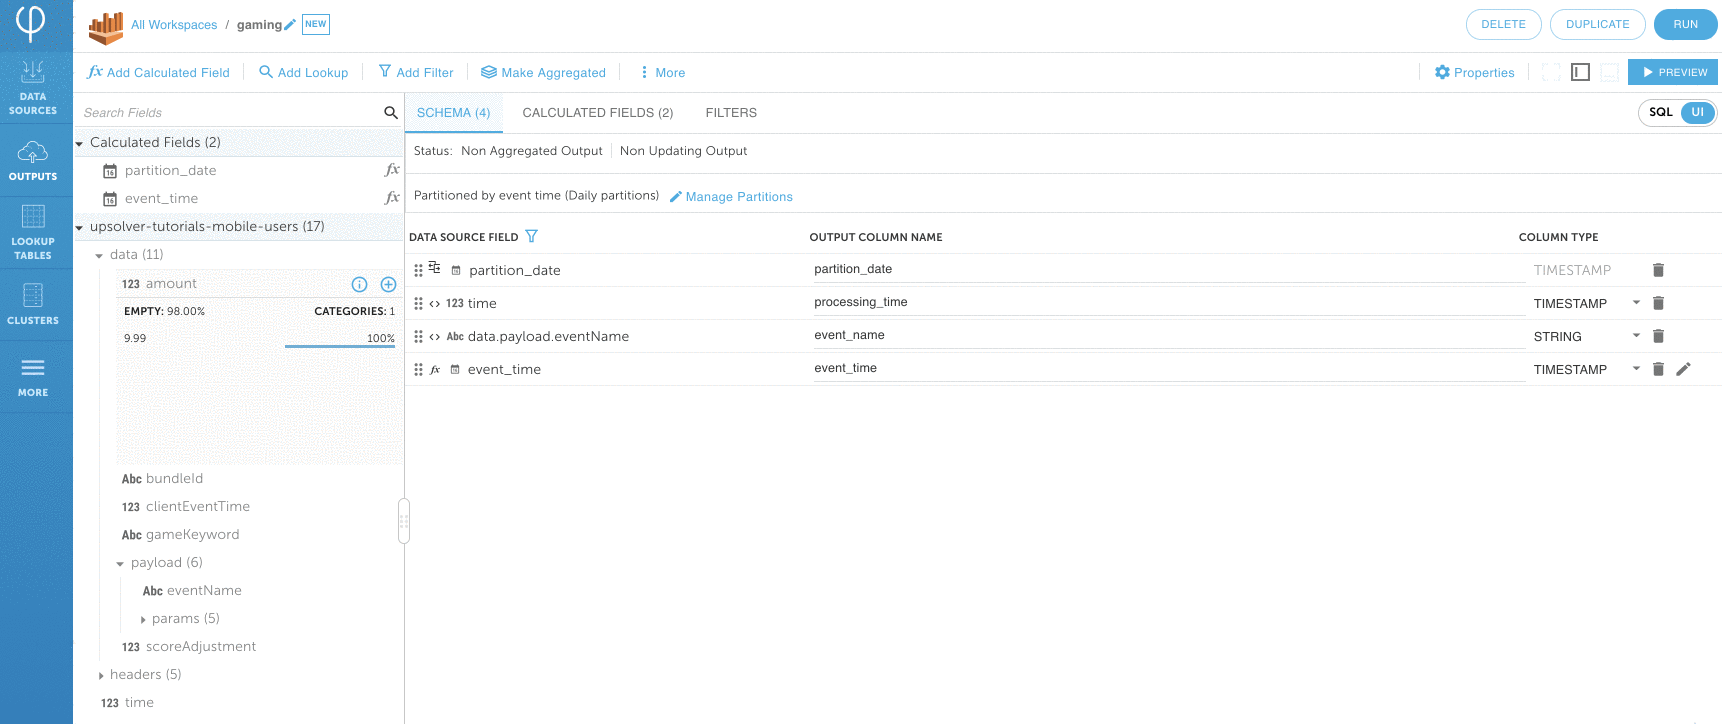 All Workspaces / gaming NEW
DELETE DUPLICATE RUN
fx Add Calculated Field Add Lookup Add Filter Make Aggregated More Properties PREVIEW
DATA
SOURCES
OUTPUTS
LOOKUP
TABLES
CLUSTERS
MORE
Search Fields
Calculated Fields (2)
16 partition_date fx
16 event_time fx
upsolver-tutorials-mobile-users (17)
data (11)
123 amount
EMPTY: 98.00% CATEGORIES: 1
9.99 100%
Abc bundleId
123 clientEventTime
Abc gameKeyword
payload (6)
Abc eventName
params (5)
123 scoreAdjustment
headers (5)
123 time
SCHEMA (4) CALCULATED FIELDS (2) FILTERS SQL UI
Status: Non Aggregated Output Non Updating Output
Partitioned by event time (Daily partitions) Manage Partitions
DATA SOURCE FIELD OUTPUT COLUMN NAME COLUMN TYPE
partition_date partition_date TIMESTAMP
<> 123 time processing_time TIMESTAMP
<> Abc data.payload.eventName event_name STRING
fx event_time event_time TIMESTAMP